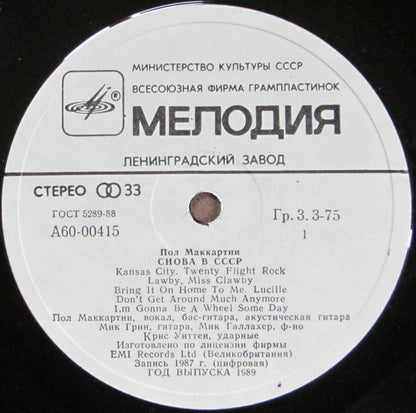 МИНИСТЕРСТВО КУЛЬТУРЫ СССР
ВСЕСОЮЗНАЯ ФИРМА ГРАМПЛАСТИНОК
® МЕЛОДИЯ
ЛЕНИНГРАДСКИЙ ЗАВОД
СТЕРЕО 33
ГОСТ 5289-88
А60-00415
Гр. 3. 3-75
1
Пол Маккартни
СНОВА В СССР
Kansas City. Twenty Flight Rock
Lawby, Miss Clawby
Bring It On Home To Me. Lucille
Don't Get Around Much Anymore
I,m Gonna Be A Wheel Some Day
Пол Маккартни, вокал, бас-гитара, акустическая гитара
Мик Грин, гитара, Мик Галлахер, ф-но
Крис Уиттен, ударные
Изготовлено по лицензии фирмы
EMI Records Ltd (Великобритания)
Запись 1987 г. (цифровая)
ГОД ВЫПУСКА 1989